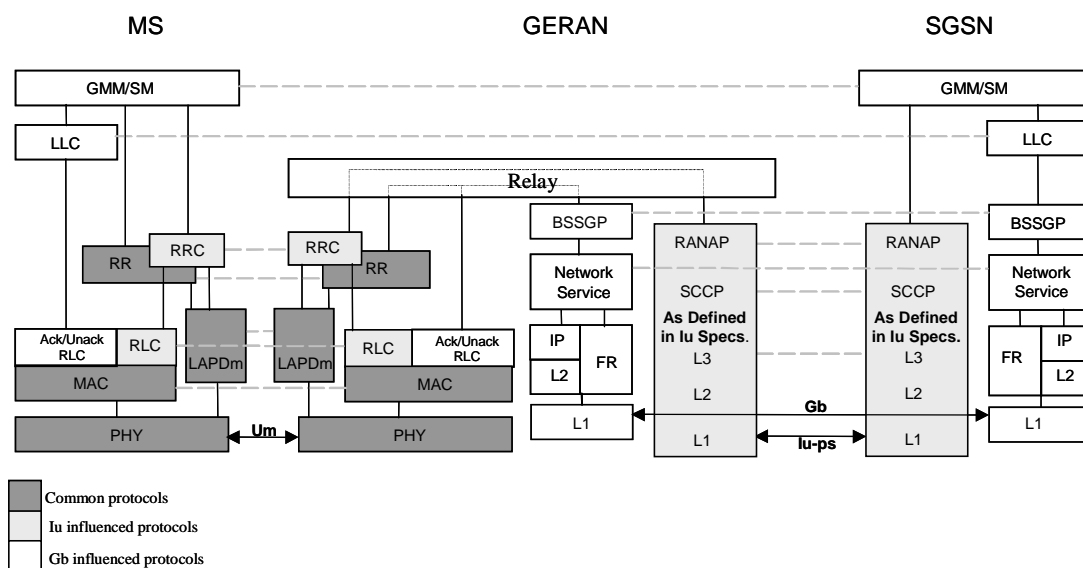 MS
GERAN
SGSN
GMM/SM
GMM/SM
LLC
LLC
Relay
BSSGP
BSSGP
RRC
RRC
RANAP
RANAP
RR
RR
Network
Service
Network
Service
SCCP
SCCP
As Defined
in Iu Specs.
As Defined
in Iu Specs.
Ack/Unack
RLC
RLC
LAPDm
LAPDm
RLC
Ack/Unack
RLC
IP
FR
L2
L3
L3
FR
IP
L2
MAC
MAC
L2
L2
Gb
L1
L1
PHY
Um
PHY
L1
Iu-ps
L1
Common protocols
Iu influenced protocols
Gb influenced protocols